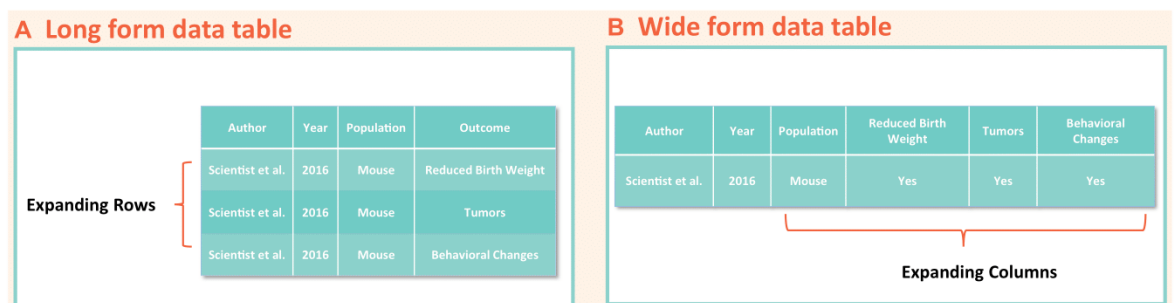 A Long form data table
Author Year Population Outcome
Scientist et al. 2016 Mouse Reduced Birth Weight
Expanding Rows
Scientist et al. 2016 Mouse Tumors
Scientist et al. 2016 Mouse Behavioral Changes
B Wide form data table
Author Year Population Reduced Birth Weight Tumors Behavioral Changes
Scientist et al. 2016 Mouse Yes Yes Yes
Expanding Columns